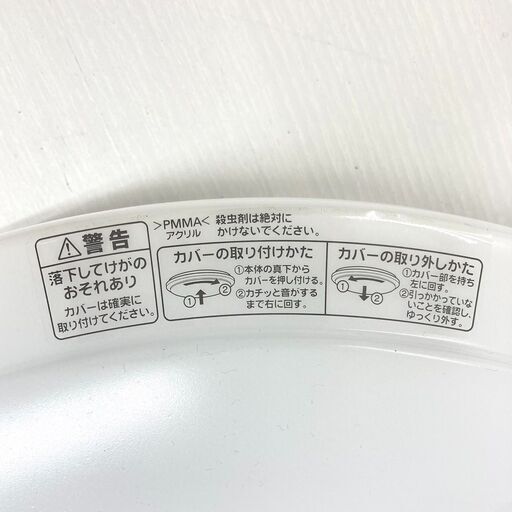 警告
落下してけがの
おそれあり
カバーは確実に
取り付けてください。
>PMMA<
アクリル
殺虫剤は絶対に
かけないでください。
カバーの取り付けかた
①本体の真下から
カバーを押し付ける。
②カチッと音がする
まで右に回す。
① ②
カバーの取り外しかた
①カバー部を持ち
左に回す。
②引っかかっていな
いことを確認し、
ゆっくり外す。
① ②